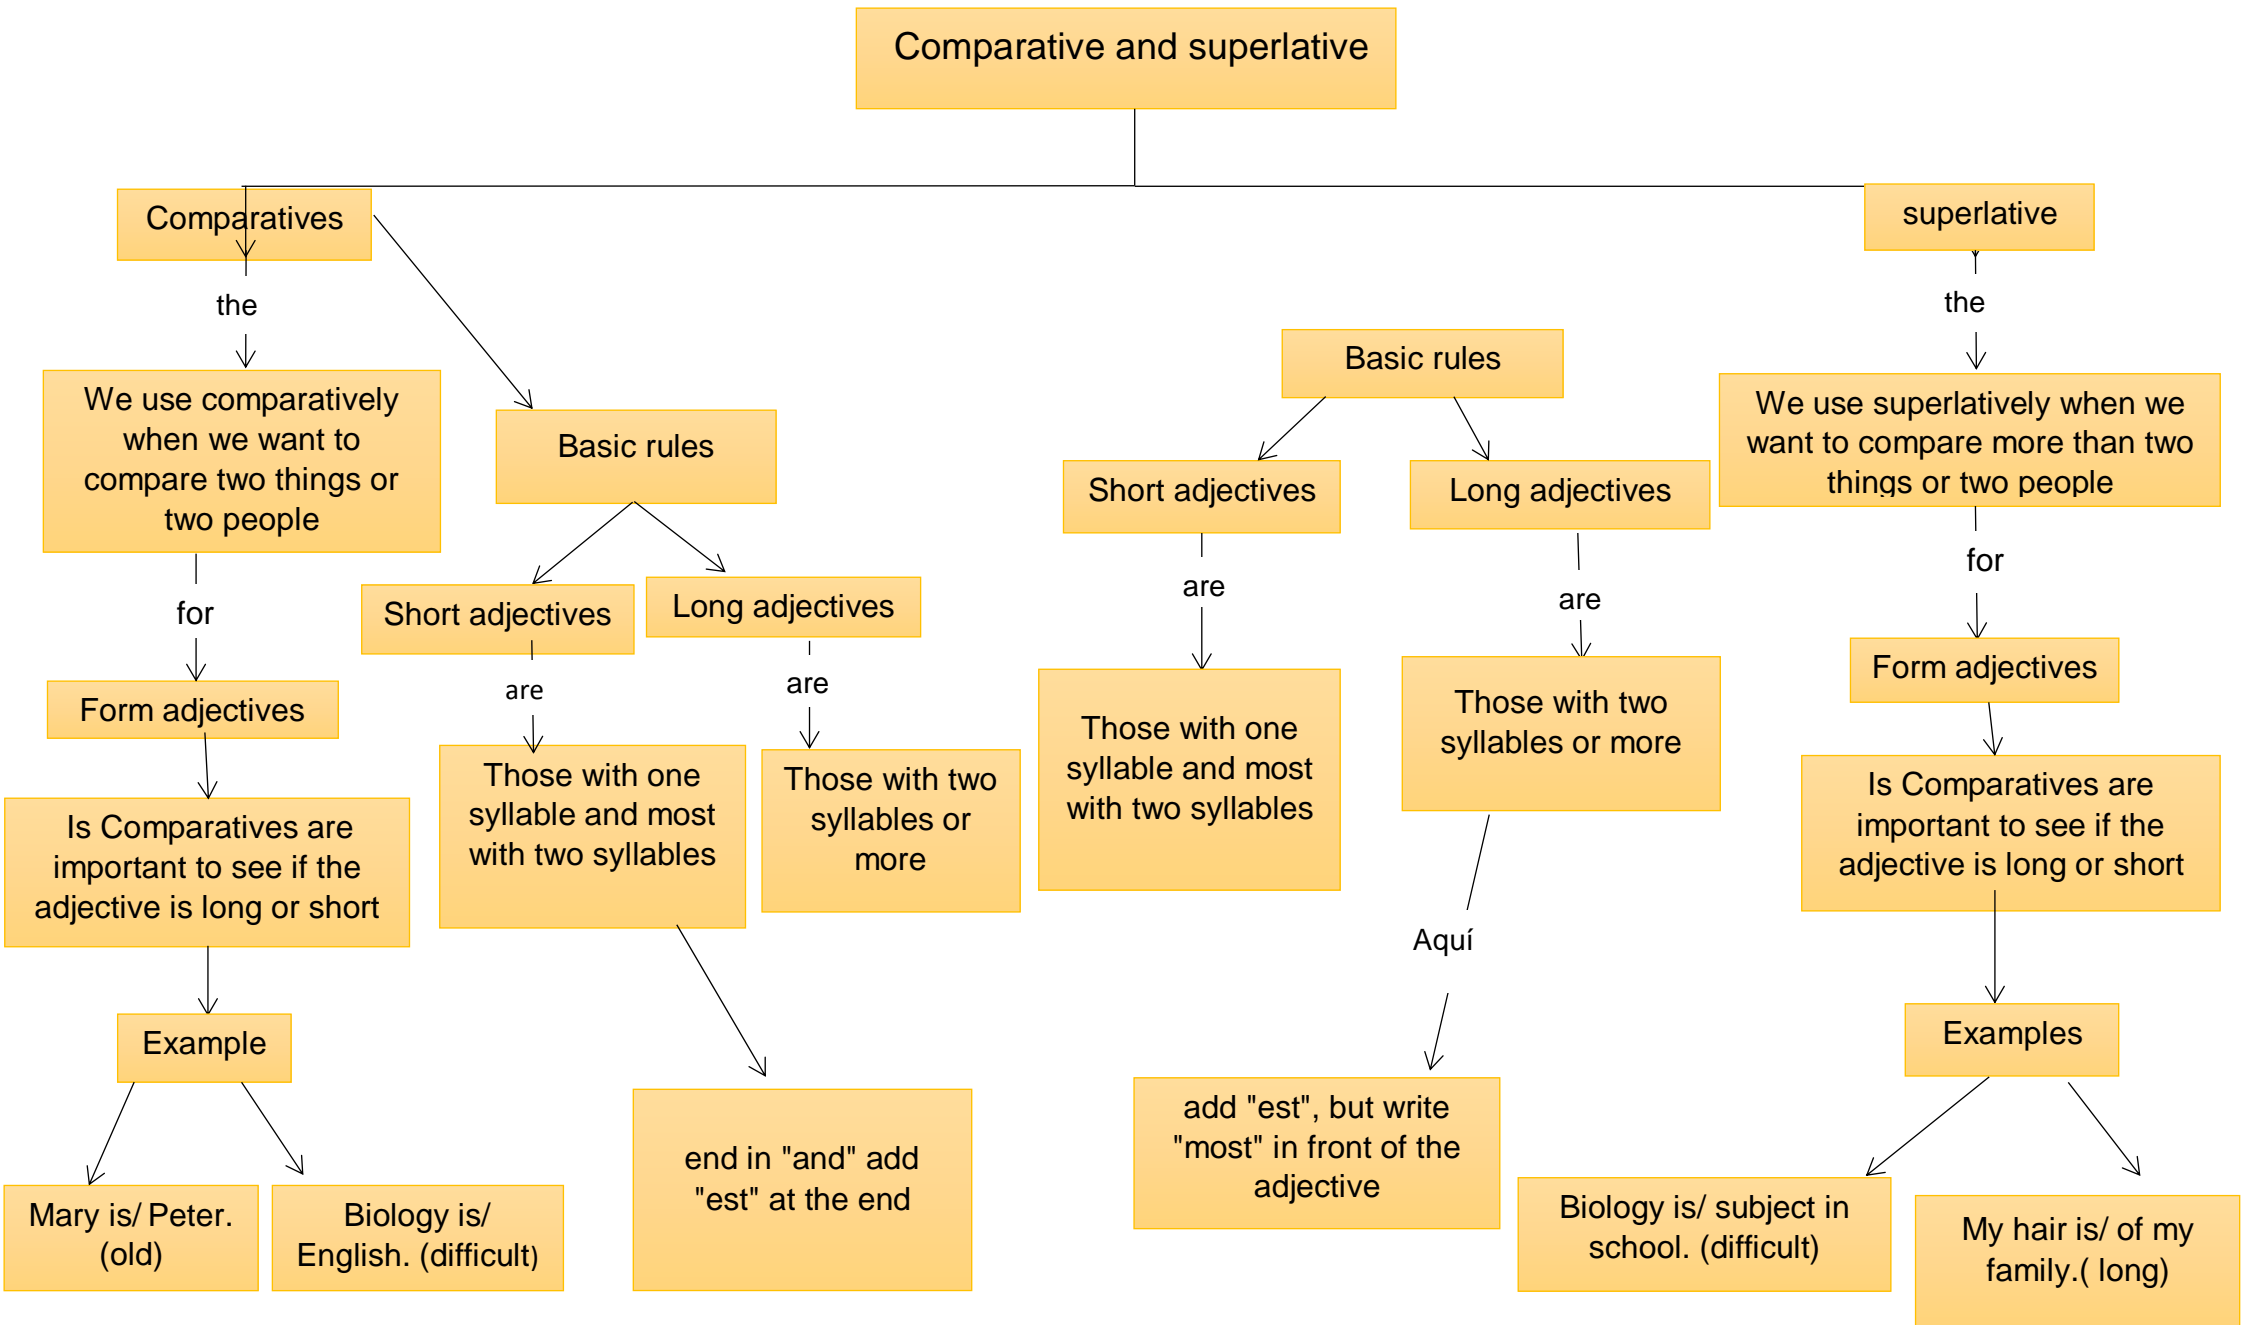 Comparative and superlative
Comparatives
the
We use comparatively
when we want to
compare two things or
two people
for
Form adjectives
Is Comparatives are
important to see if the
adjective is long or short
Example
Mary is/ Peter.
(old)
Biology is/
English. (difficult)
Basic rules
Short adjectives
are
Those with one
syllable and most
with two syllables
end in "and" add
"est" at the end
Long adjectives
are
Those with two
syllables or
more
Basic rules
Short adjectives
are
Those with one
syllable and most
with two syllables
Long adjectives
are
Those with two
syllables or more
Aquí
add "est", but write
"most" in front of the
adjective
superlative
the
We use superlatively when we
want to compare more than two
things or two people
for
Form adjectives
Is Comparatives are
important to see if the
adjective is long or short
Examples
Biology is/ subject in
school. (difficult)
My hair is/ of my
family.( long)